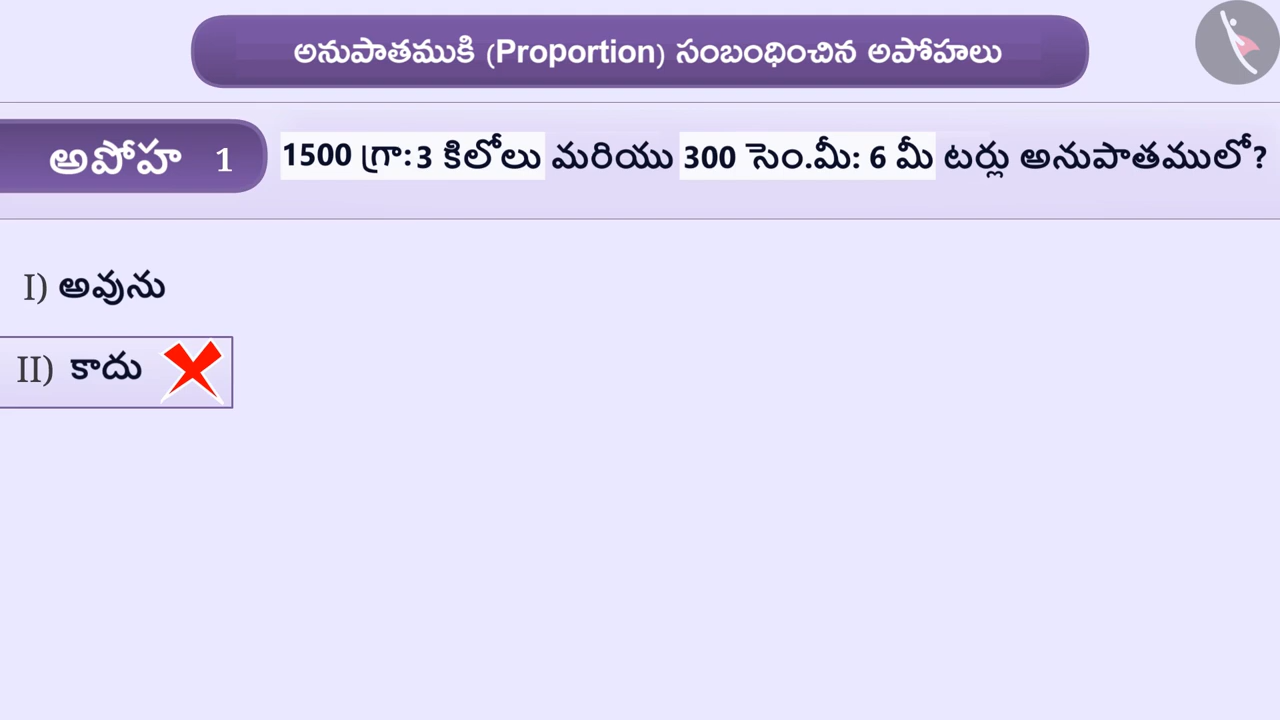 అనుపాతముకి (Proportion) సంబంధించిన అపోహలు
అపోహ 1 1500 గ్రా: 3 కిలోలు మరియు 300 సెం.మీ: 6 మీ టర్లు అనుపాతములో?
I) అవును
II) కాదు